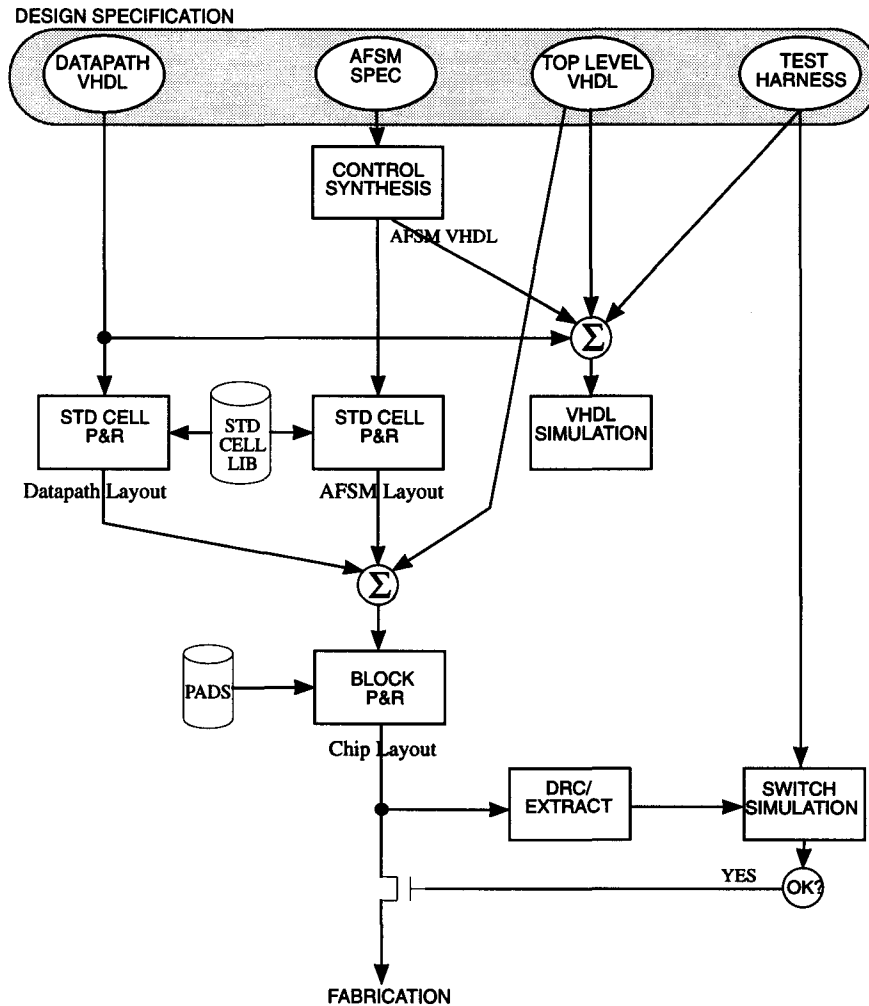 DESIGN SPECIFICATION
DATAPATH
VHDL
AFSM
SPEC
TOP LEVEL
VHDL
TEST
HARNESS
CONTROL
SYNTHESIS
AFSM VHDL
Σ
STD CELL
P&R
STD
CELL
LIB
STD CELL
P&R
VHDL
SIMULATION
Datapath Layout
AFSM Layout
Σ
PADS
BLOCK
P&R
Chip Layout
DRC/
EXTRACT
SWITCH
SIMULATION
YES
OK?
FABRICATION